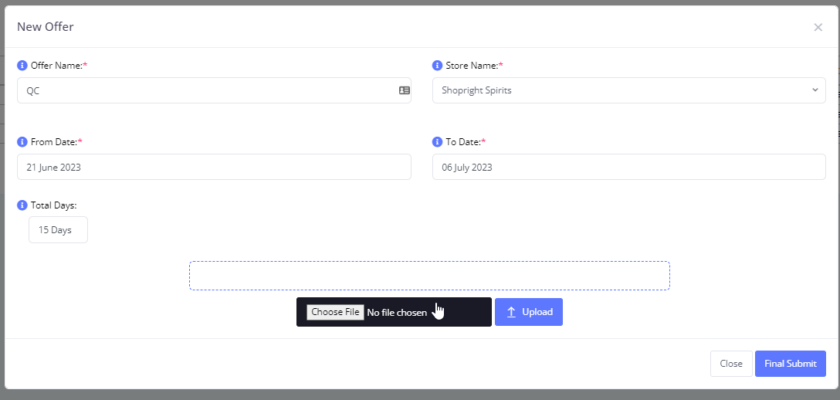 New Offer
Offer Name:*
Store Name:*
QC
Shopright Spirits
From Date:*
To Date:*
21 June 2023
06 July 2023
Total Days:
15 Days
Choose File No file chosen
Upload
Close
Final Submit